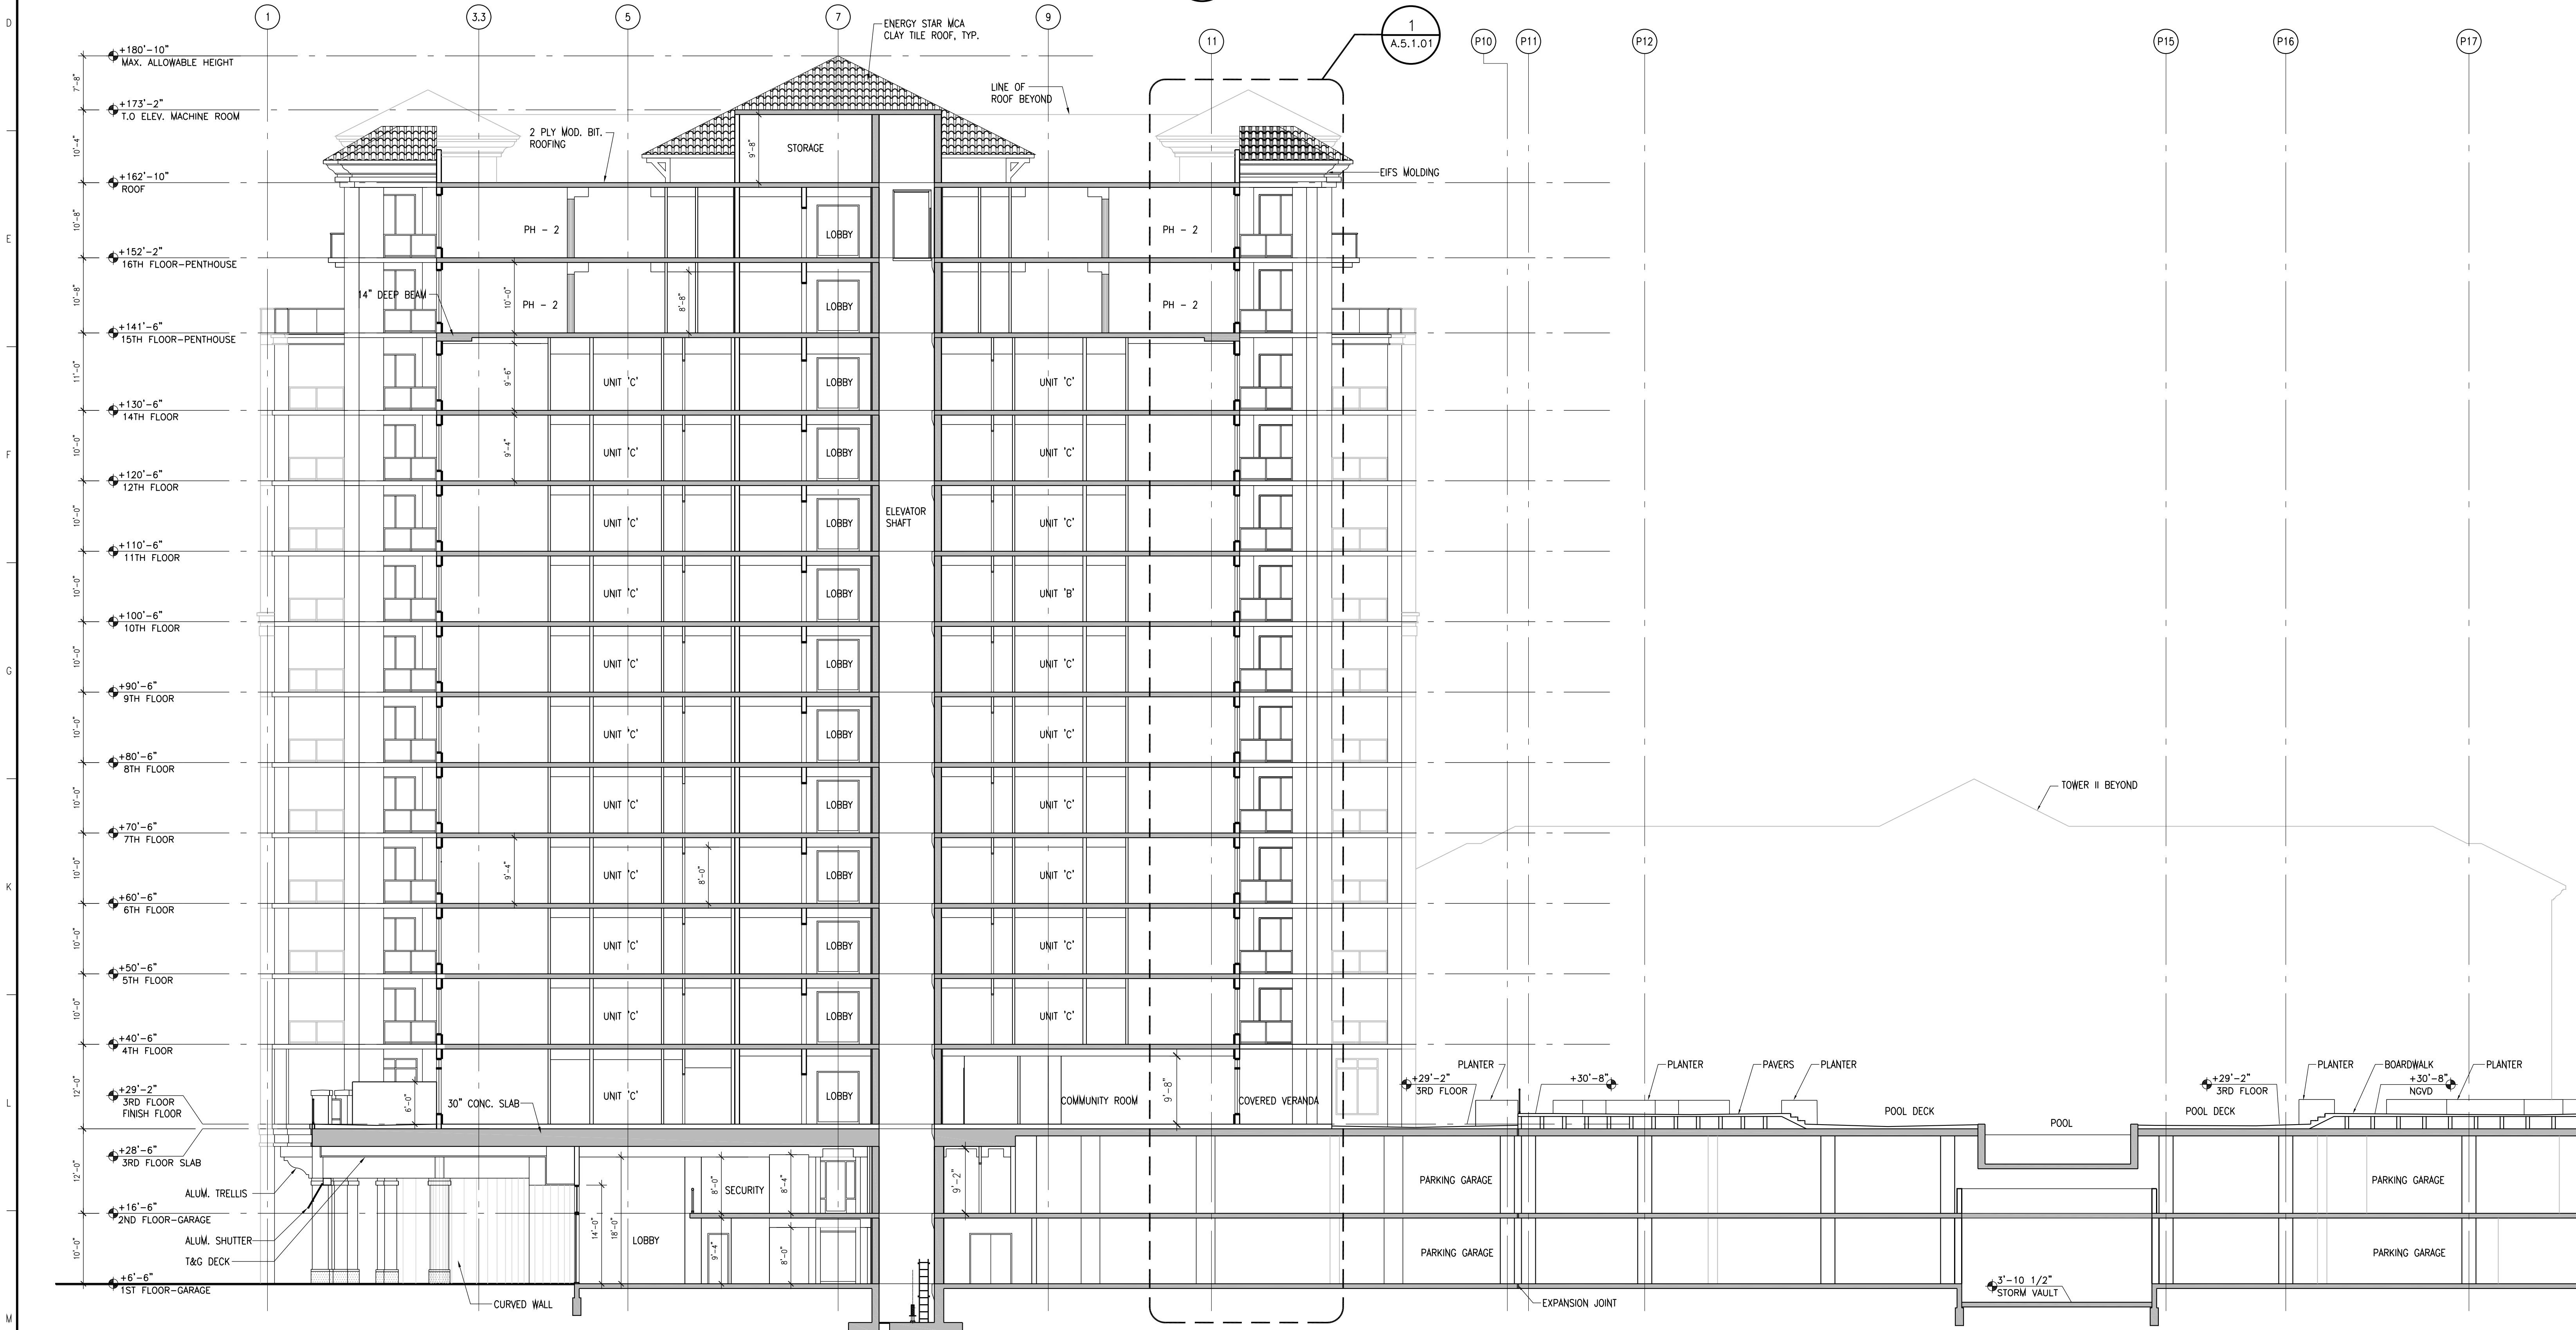 D
E
F
G
K
L
M
1
3.3
5
7
9
11
P10
P11
P12
P15
P16
P17
1
A.5.1.01
ENERGY STAR MCA
CLAY TILE ROOF, TYP.
LINE OF
ROOF BEYOND
2 PLY MOD. BIT.
ROOFING
EIFS MOLDING
14" DEEP BEAM
+180'-10"
MAX. ALLOWABLE HEIGHT
7'-8"
+173'-2"
T.O ELEV. MACHINE ROOM
10'-4"
+162'-10"
ROOF
10'-8"
+152'-2"
16TH FLOOR-PENTHOUSE
10'-8"
+141'-6"
15TH FLOOR-PENTHOUSE
11'-0"
+130'-6"
14TH FLOOR
10'-0"
+120'-6"
12TH FLOOR
10'-0"
+110'-6"
11TH FLOOR
10'-0"
+100'-6"
10TH FLOOR
10'-0"
+90'-6"
9TH FLOOR
10'-0"
+80'-6"
8TH FLOOR
10'-0"
+70'-6"
7TH FLOOR
10'-0"
+60'-6"
6TH FLOOR
10'-0"
+50'-6"
5TH FLOOR
10'-0"
+40'-6"
4TH FLOOR
12'-0"
+29'-2"
3RD FLOOR
FINISH FLOOR
+28'-6"
3RD FLOOR SLAB
12'-0"
+16'-6"
2ND FLOOR-GARAGE
10'-0"
+6'-6"
1ST FLOOR-GARAGE
9'-8" STORAGE
PH - 2 LOBBY PH - 2
PH - 2 10'-0" 8'-8" LOBBY PH - 2
9'-6" UNIT 'C' LOBBY UNIT 'C'
9'-4" UNIT 'C' LOBBY UNIT 'C'
UNIT 'C' LOBBY UNIT 'C'
ELEVATOR
SHAFT
UNIT 'C' LOBBY UNIT 'B'
UNIT 'C' LOBBY UNIT 'C'
UNIT 'C' LOBBY UNIT 'C'
UNIT 'C' LOBBY UNIT 'C'
9'-4" UNIT 'C' 8'-0" LOBBY UNIT 'C'
UNIT 'C' LOBBY UNIT 'C'
UNIT 'C' LOBBY UNIT 'C'
6'-0" UNIT 'C' LOBBY COMMUNITY ROOM 9'-8" COVERED VERANDA
30" CONC. SLAB
ALUM. TRELLIS
ALUM. SHUTTER
T&G DECK
CURVED WALL
14'-0"
18'-0"
LOBBY
8'-0"
SECURITY
8'-4"
9'-4"
8'-0"
9'-2"
TOWER II BEYOND
+29'-2"
3RD FLOOR
PLANTER
+30'-8"
PLANTER
PAVERS
PLANTER
POOL DECK
POOL
POOL DECK
+29'-2"
3RD FLOOR
PLANTER
BOARDWALK
+30'-8"
NGVD
PLANTER
PARKING GARAGE
PARKING GARAGE
PARKING GARAGE
PARKING GARAGE
3'-10 1/2"
STORM VAULT
EXPANSION JOINT